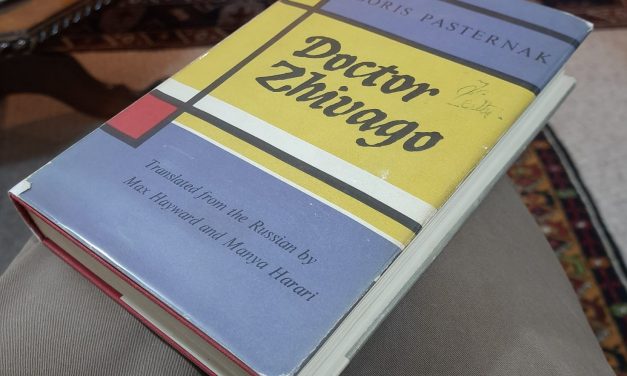 BORIS PASTERNAK
Doctor
Zhivago
Translated from the Russian by
Max Hayward and Manya Harari